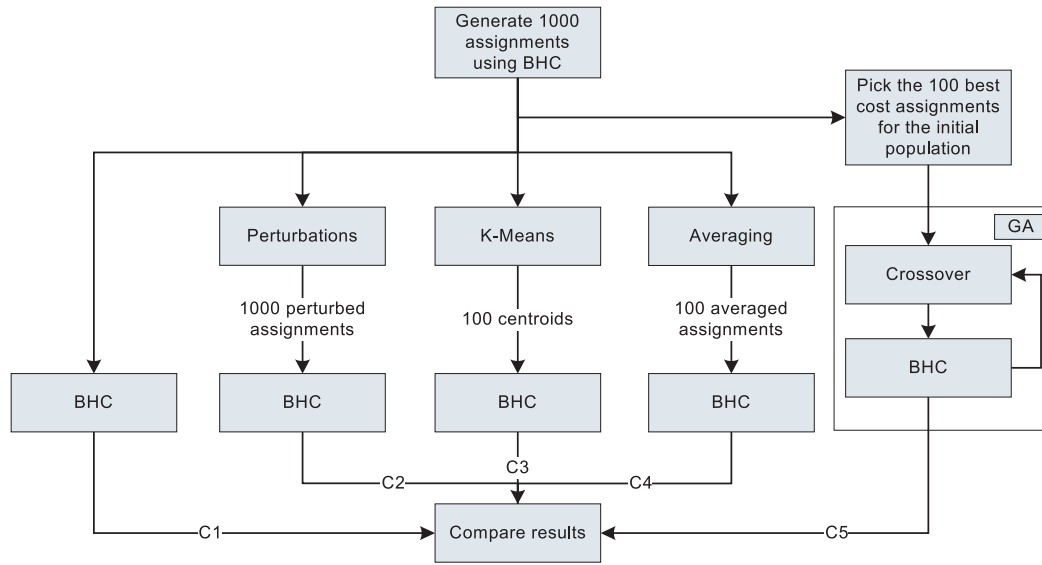 Generate 1000
assignments
using BHC
Pick the 100 best
cost assignments
for the initial
population
Perturbations
K-Means
Averaging
GA
Crossover
1000 perturbed
assignments
100 centroids
100 averaged
assignments
BHC
BHC
BHC
BHC
BHC
C3
C2
C4
C1
Compare results
C5